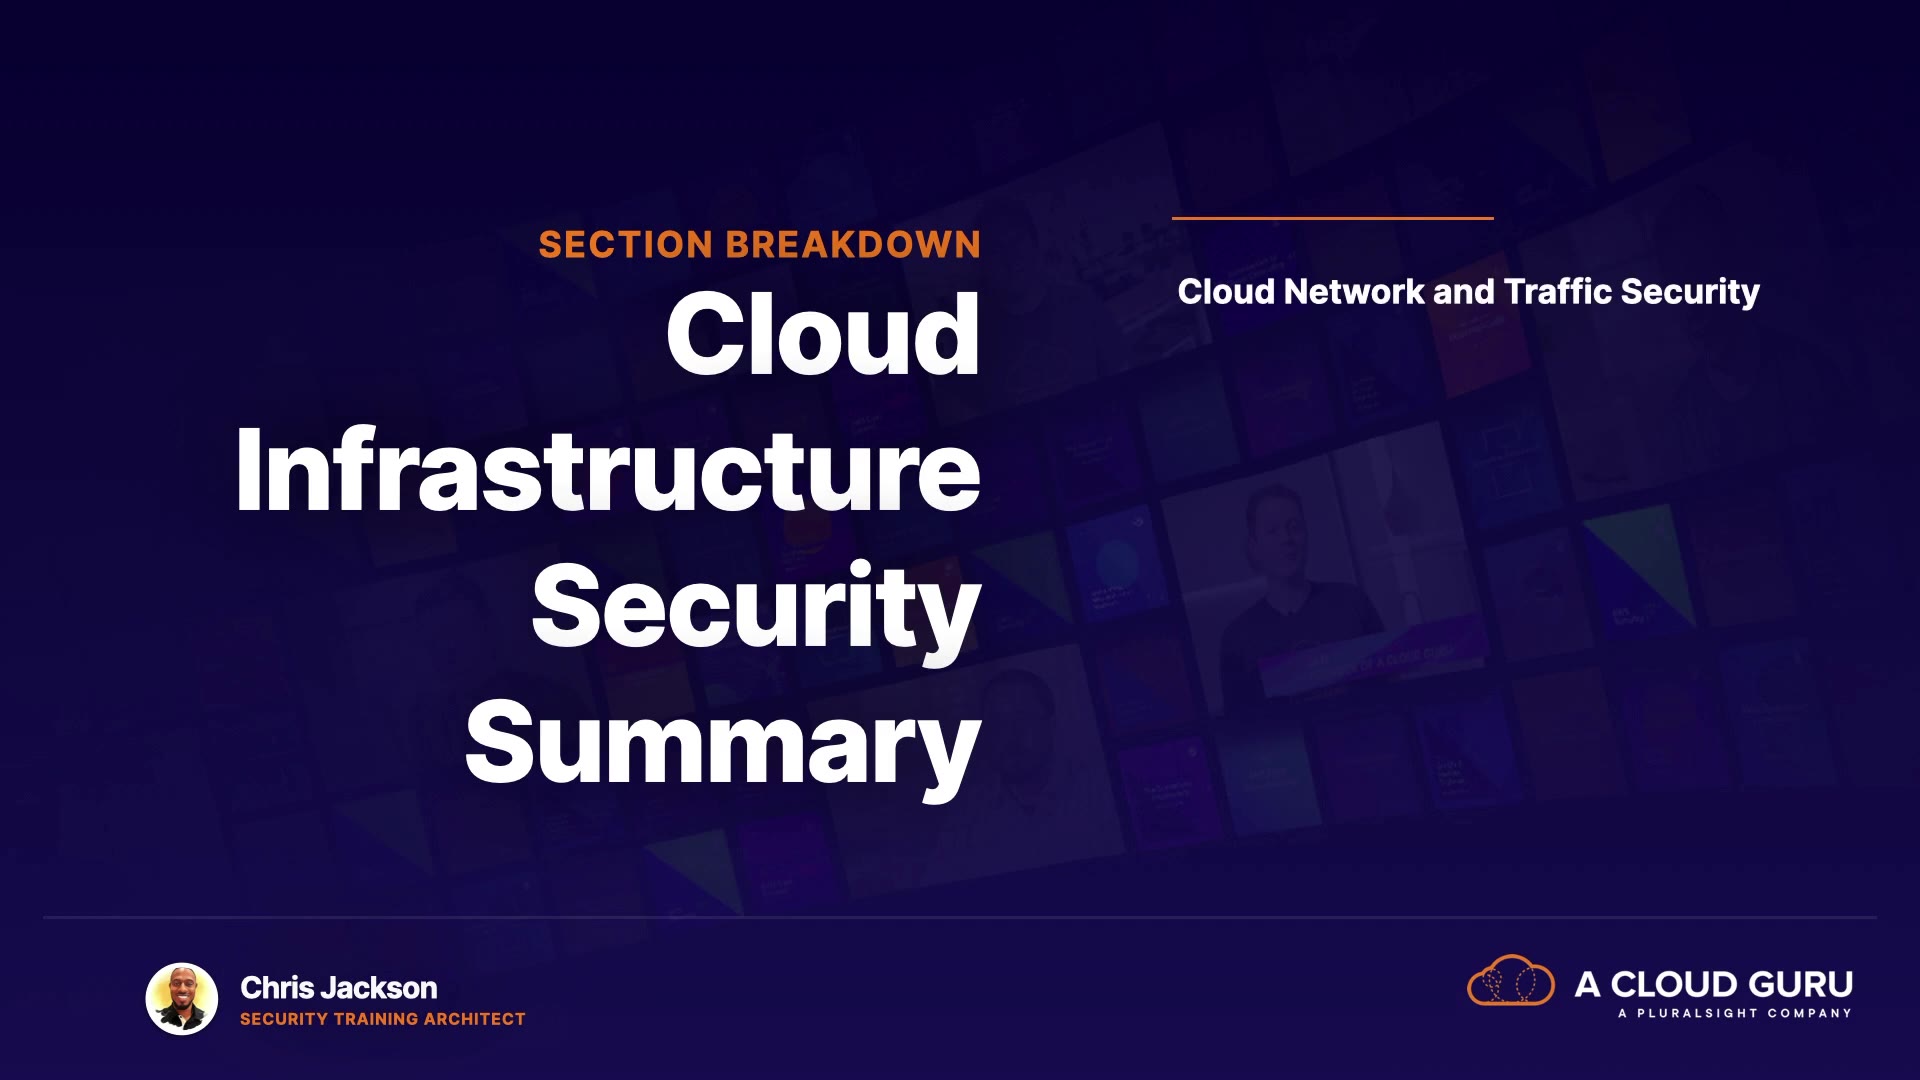 SECTION BREAKDOWN
Cloud
Infrastructure
Security
Summary
Cloud Network and Traffic Security
Chris Jackson
SECURITY TRAINING ARCHITECT
A CLOUD GURU
A PLURALSIGHT COMPANY